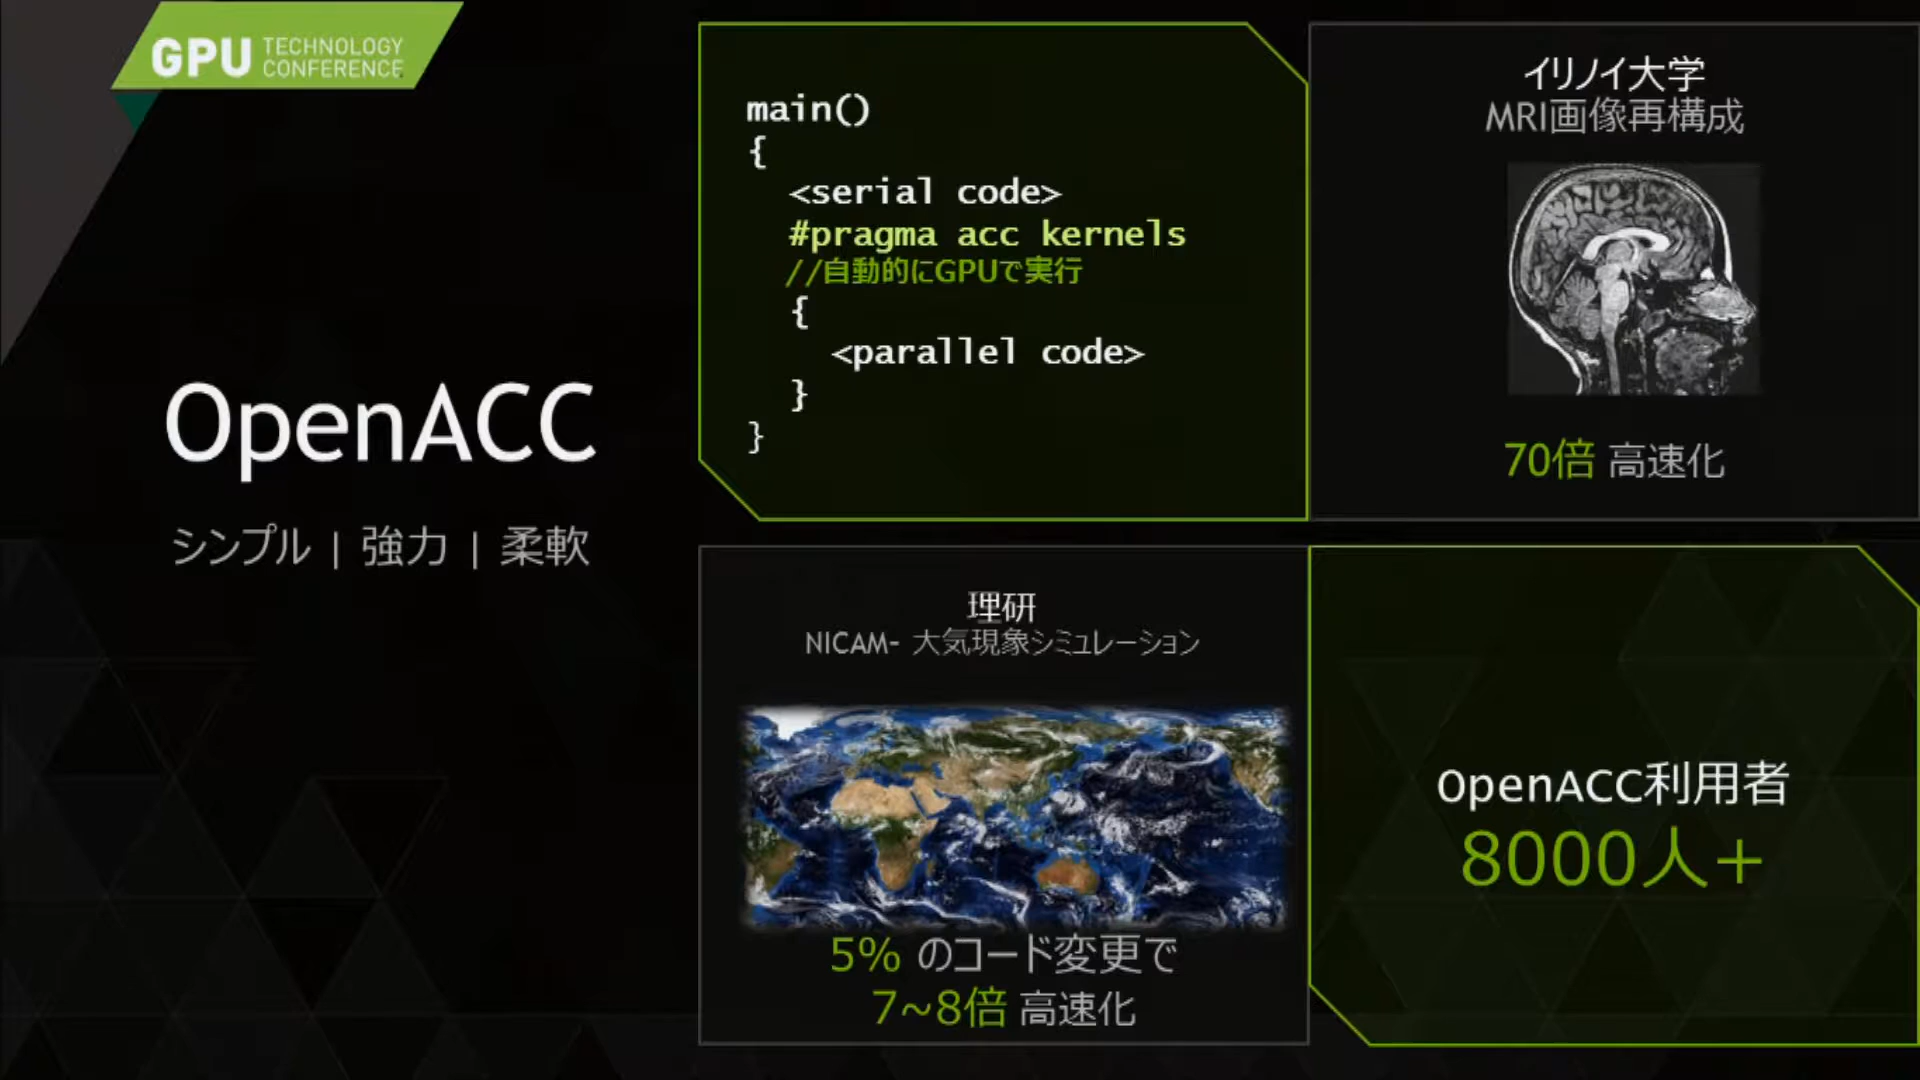 GPU TECHNOLOGY
CONFERENCE
OpenACC
シンプル | 強力 | 柔軟
main()
{
<serial code>
#pragma acc kernels
//自動的にGPUで実行
{
<parallel code>
}
}
イリノイ大学
MRI画像再構成
70倍 高速化
理研
NICAM- 大気現象シミュレーション
5% のコード変更で
7~8倍 高速化
OpenACC利用者
8000人+